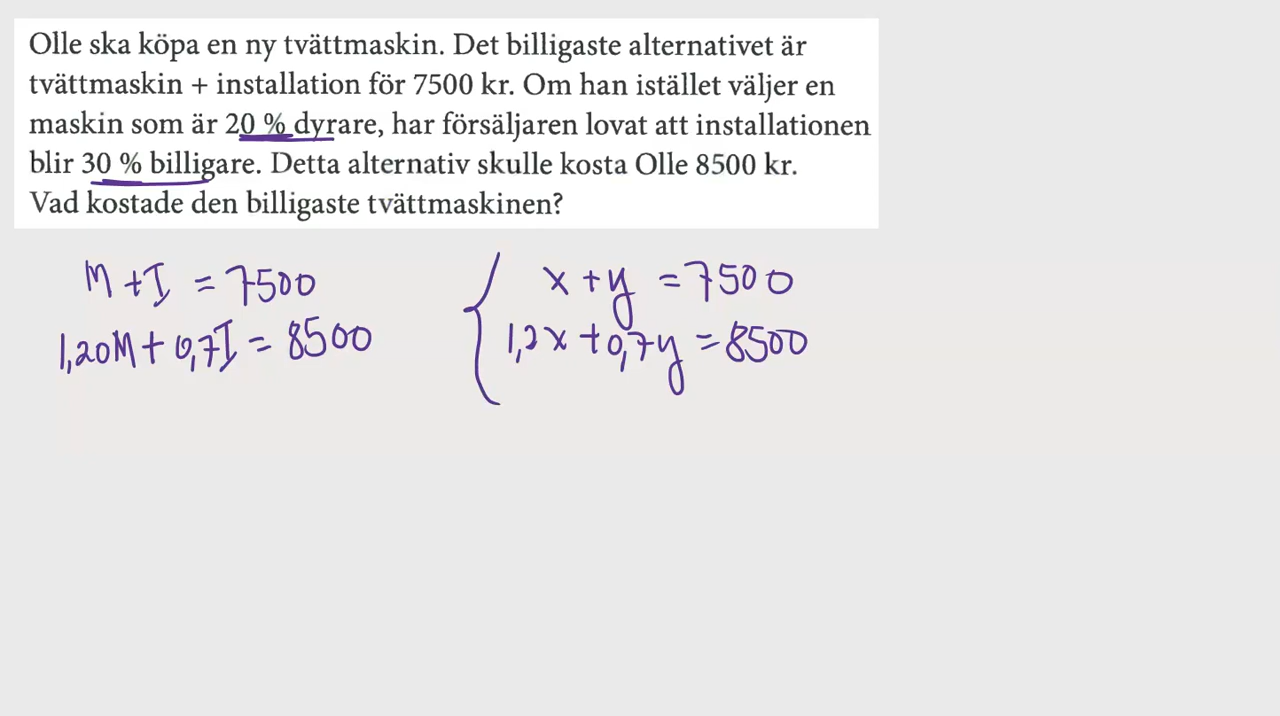 Olle ska köpa en ny tvättmaskin. Det billigaste alternativet är
tvättmaskin + installation för 7500 kr. Om han istället väljer en
maskin som är 20 % dyrare, har försäljaren lovat att installationen
blir 30 % billigare. Detta alternativ skulle kosta Olle 8500 kr.
Vad kostade den billigaste tvättmaskinen?
M + I = 7500
1,20M + 0,7I = 8500
x + y = 7500
1,2x + 0,7y = 8500